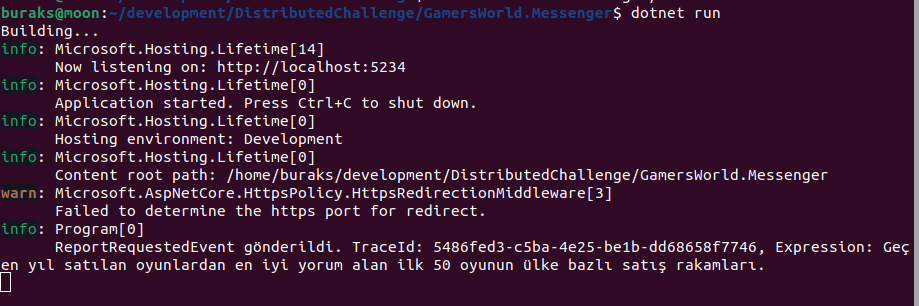 buraks@moon:~/development/DistributedChallenge/GamersWorld.Messenger$ dotnet run
Building...
info: Microsoft.Hosting.Lifetime[14]
      Now listening on: http://localhost:5234
info: Microsoft.Hosting.Lifetime[0]
      Application started. Press Ctrl+C to shut down.
info: Microsoft.Hosting.Lifetime[0]
      Hosting environment: Development
info: Microsoft.Hosting.Lifetime[0]
      Content root path: /home/buraks/development/DistributedChallenge/GamersWorld.Messenger
warn: Microsoft.AspNetCore.HttpsPolicy.HttpsRedirectionMiddleware[3]
      Failed to determine the https port for redirect.
info: Program[0]
      ReportRequestedEvent gönderildi. TraceId: 5486fed3-c5ba-4e25-be1b-dd68658f7746, Expression: Geç
en yıl satılan oyunlardan en iyi yorum alan ilk 50 oyunun ülke bazlı satış rakamları.